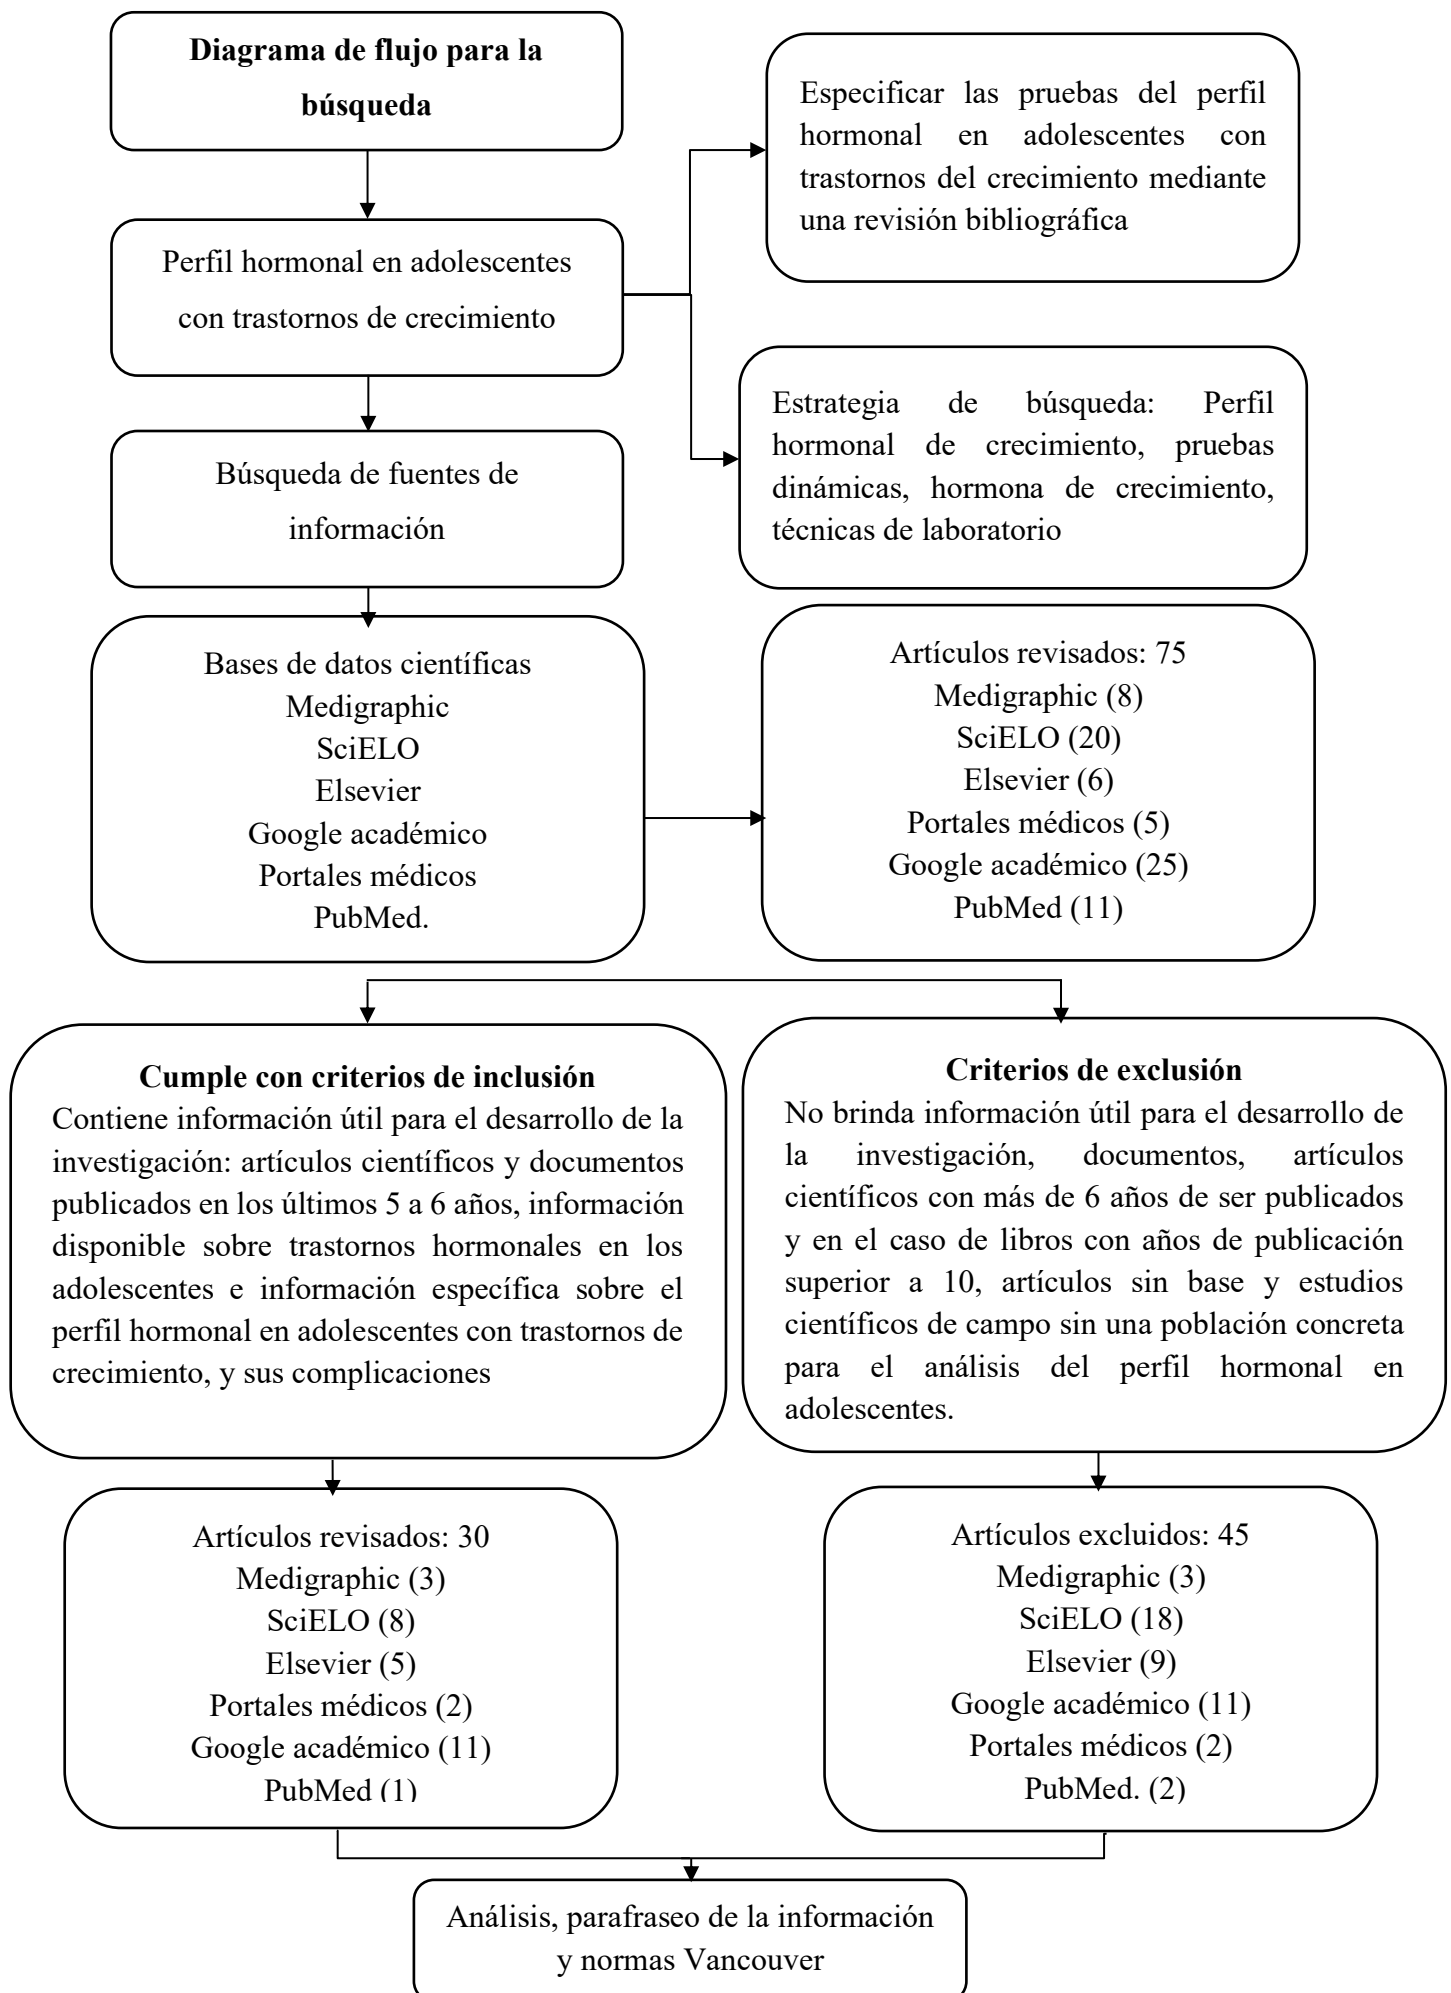 Diagrama de flujo para la
búsqueda
Especificar las pruebas del perfil
hormonal en adolescentes con
trastornos del crecimiento mediante
una revisión bibliográfica
Perfil hormonal en adolescentes
con trastornos de crecimiento
Estrategia de búsqueda: Perfil
hormonal de crecimiento, pruebas
dinámicas, hormona de crecimiento,
técnicas de laboratorio
Búsqueda de fuentes de
información
Bases de datos científicas
Medigraphic
SciELO
Elsevier
Google académico
Portales médicos
PubMed.
Artículos revisados: 75
Medigraphic (8)
SciELO (20)
Elsevier (6)
Portales médicos (5)
Google académico (25)
PubMed (11)
Cumple con criterios de inclusión
Contiene información útil para el desarrollo de la
investigación: artículos científicos y documentos
publicados en los últimos 5 a 6 años, información
disponible sobre trastornos hormonales en los
adolescentes e información específica sobre el
perfil hormonal en adolescentes con trastornos de
crecimiento, y sus complicaciones
Criterios de exclusión
No brinda información útil para el desarrollo de
la investigación, documentos, artículos
científicos con más de 6 años de ser publicados
y en el caso de libros con años de publicación
superior a 10, artículos sin base y estudios
científicos de campo sin una población concreta
para el análisis del perfil hormonal en
adolescentes.
Artículos revisados: 30
Medigraphic (3)
SciELO (8)
Elsevier (5)
Portales médicos (2)
Google académico (11)
PubMed (1)
Artículos excluidos: 45
Medigraphic (3)
SciELO (18)
Elsevier (9)
Google académico (11)
Portales médicos (2)
PubMed. (2)
Análisis, parafraseo de la información
y normas Vancouver